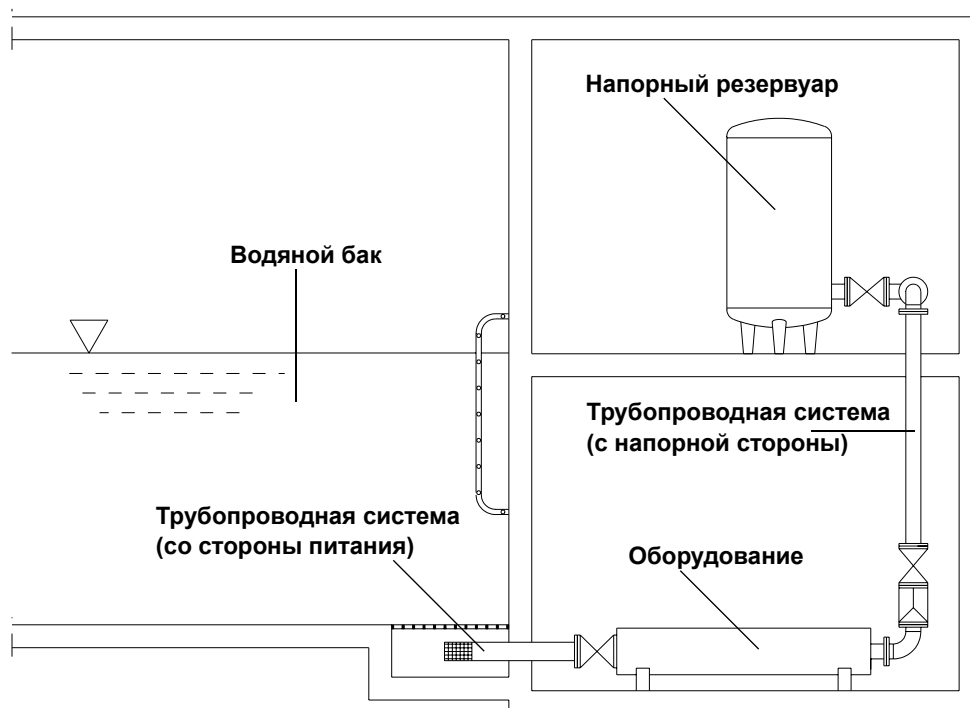 Напорный резервуар
Водяной бак
Трубопроводная система
(с напорной стороны)
Трубопроводная система
(со стороны питания)
Оборудование